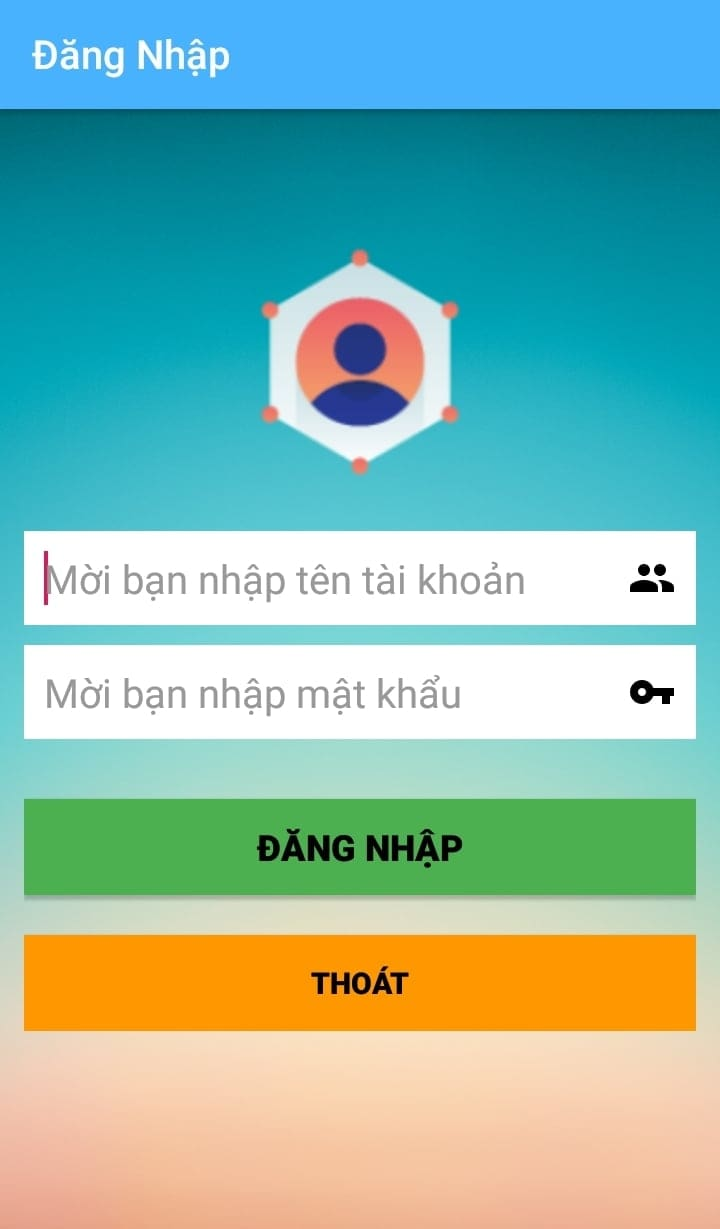 Đăng Nhập
Mời bạn nhập tên tài khoản
Mời bạn nhập mật khẩu
ĐĂNG NHẬP
THOÁT